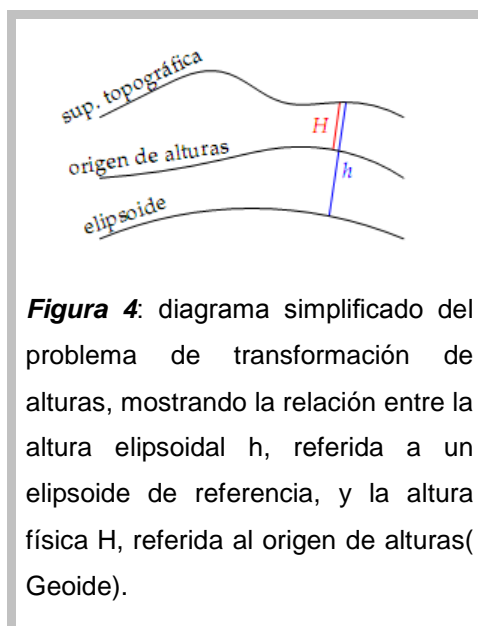 sup. topográfica
H
origen de alturas
h
elipsoide
Figura 4: diagrama simplificado del
problema de transformación de
alturas, mostrando la relación entre la
altura elipsoidal h, referida a un
elipsoide de referencia, y la altura
física H, referida al origen de alturas(
Geoide).